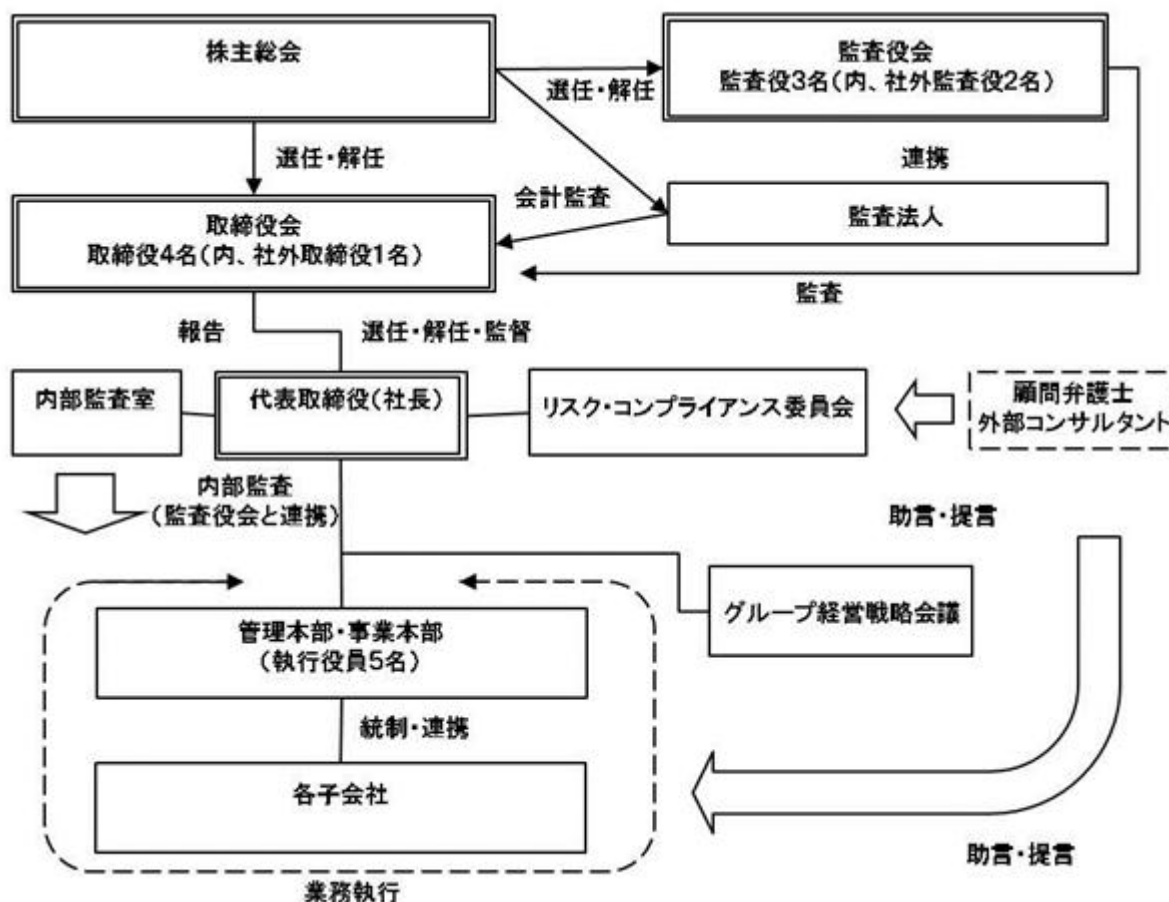 株主総会
監査役会
監査役3名(内、社外監査役2名)
選任・解任
選任・解任
連携
会計監査
監査法人
取締役会
取締役4名(内、社外取締役1名)
監査
報告
選任・解任・監督
内部監査室
代表取締役(社長)
リスク・コンプライアンス委員会
顧問弁護士
外部コンサルタント
内部監査
(監査役会と連携)
助言・提言
グループ経営戦略会議
管理本部・事業本部
(執行役員5名)
統制・連携
各子会社
助言・提言
業務執行